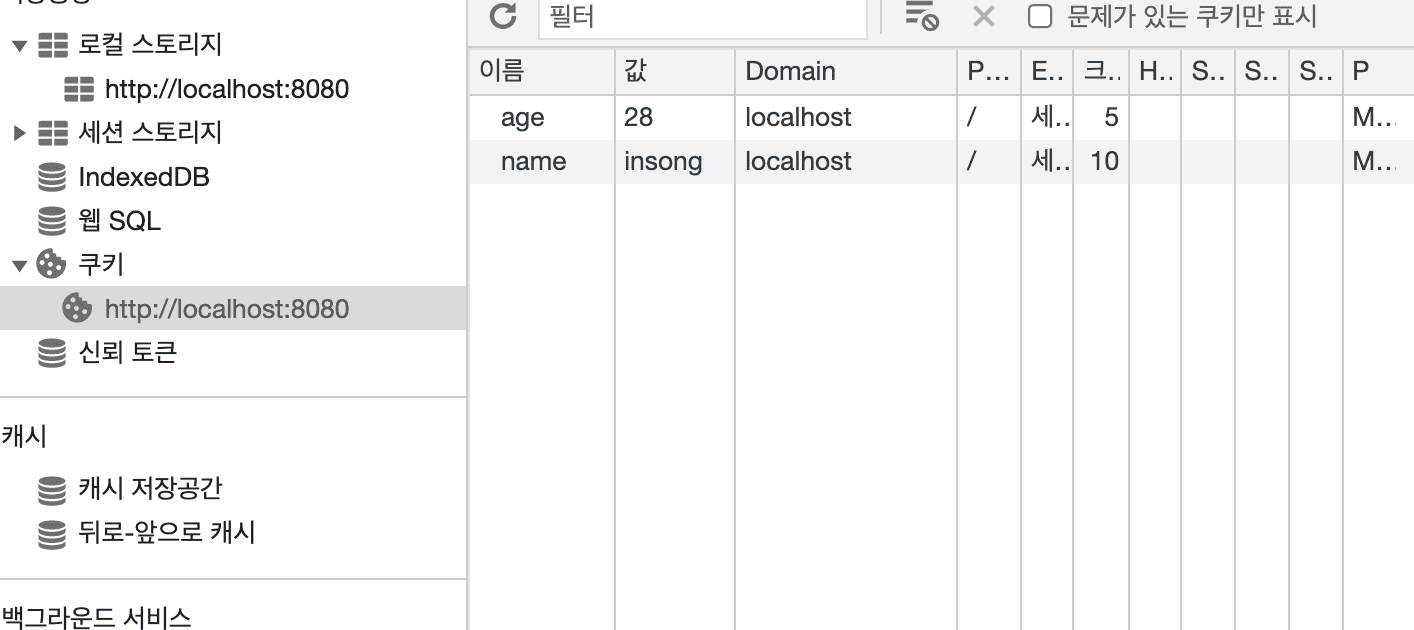 로컬 스토리지
http://localhost:8080
세션 스토리지
IndexedDB
웹 SQL
쿠키
http://localhost:8080
신뢰 토큰
캐시
캐시 저장공간
뒤로-앞으로 캐시
백그라운드 서비스
필터 문제가 있는 쿠키만 표시
이름 값 Domain P... E.. 크.. H.. S.. S.. S.. P
age 28 localhost / 세.. 5 M...
name insong localhost / 세.. 10 M...